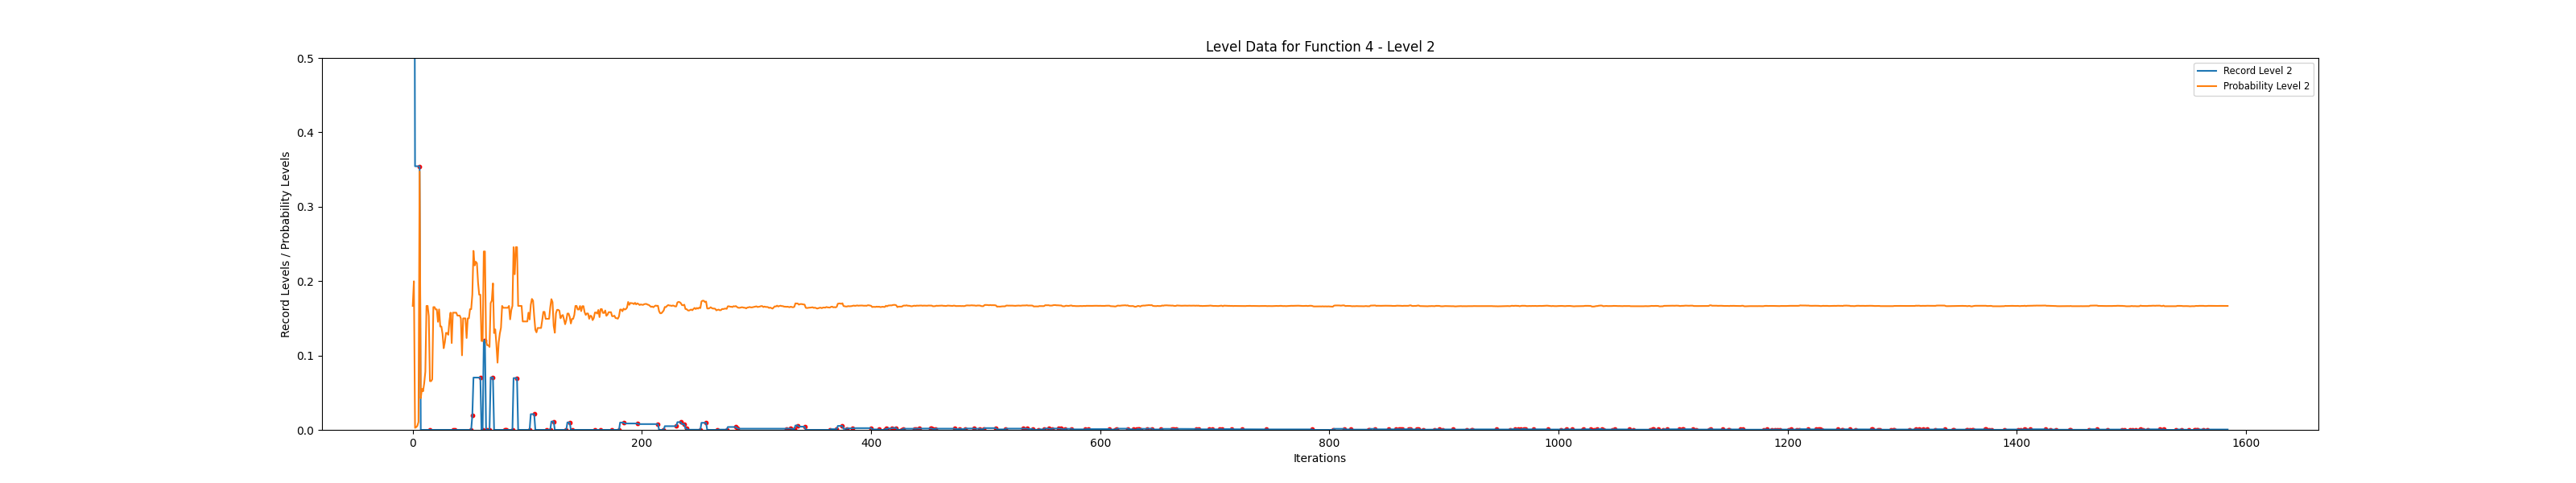 Level Data for Function 4 - Level 2
Record Level 2
Probability Level 2
Record Levels / Probability Levels
0.5
0.4
0.3
0.2
0.1
0.0
0 200 400 600 800 1000 1200 1400 1600
Iterations